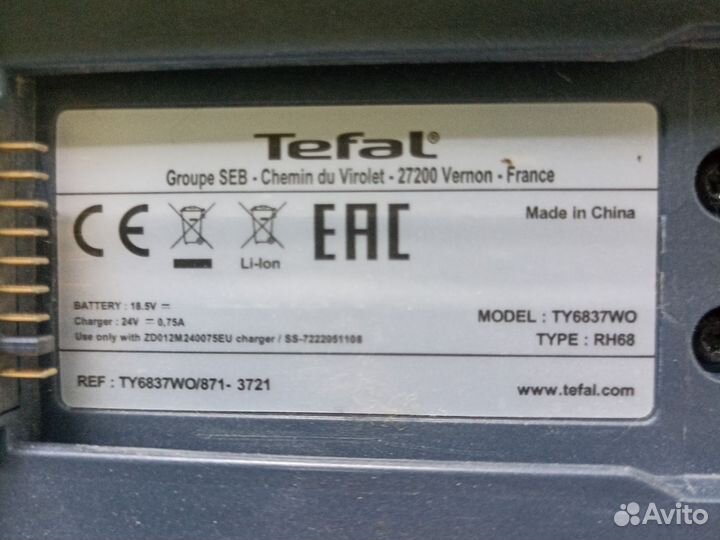 Tefal®
Groupe SEB - Chemin du Virolet - 27200 Vernon - France
CE Li-Ion EAC Made in China
BATTERY : 18.5V ⎓
Charger : 24V ⎓ 0,75A
Use only with ZD012M240075EU charger / SS-7222051108
MODEL : TY6837WO
TYPE : RH68
REF : TY6837WO/871- 3721
www.tefal.com
Avito